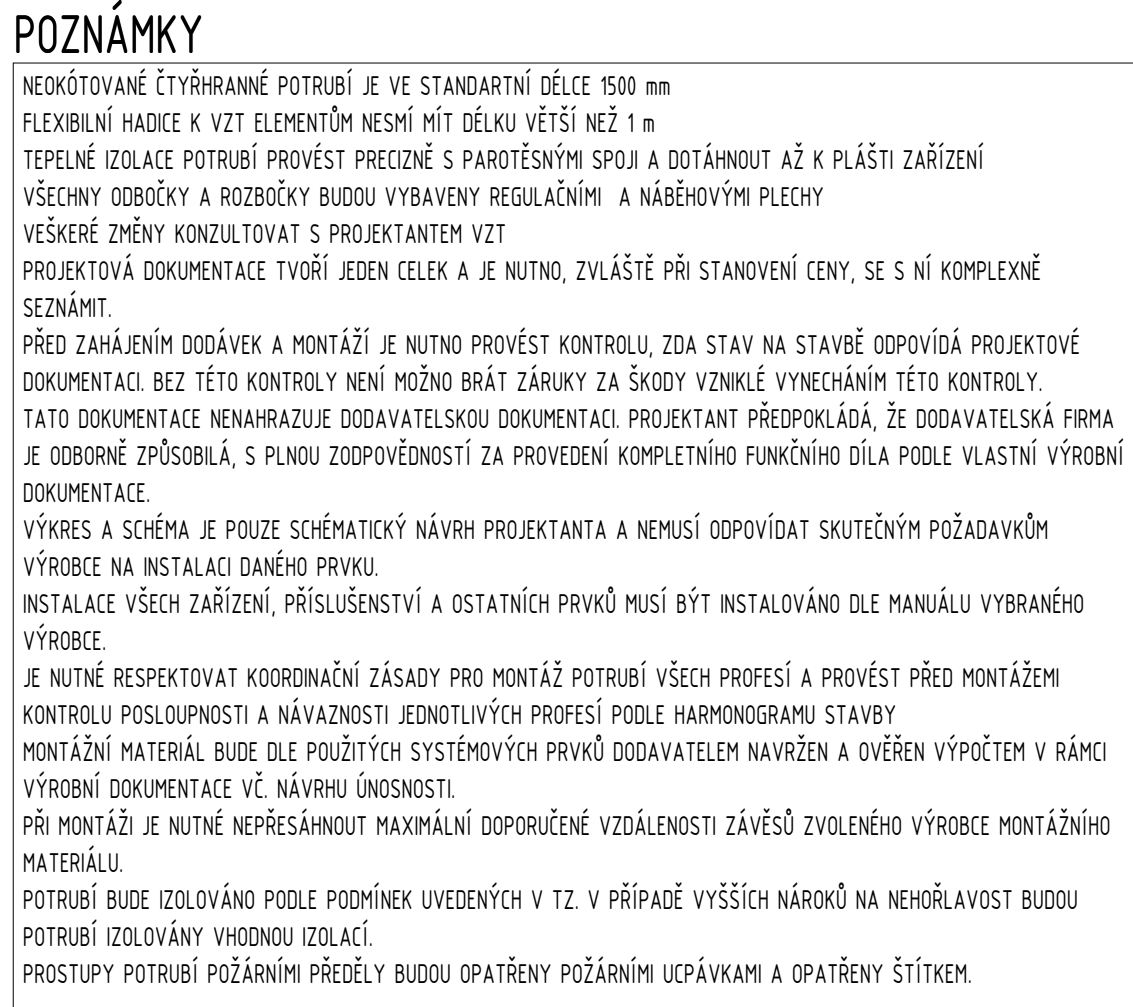 POZNÁMKY
NEOKÓTOVANÉ ČTYŘHRANNÉ POTRUBÍ JE VE STANDARTNÍ DÉLCE 1500 mm
FLEXIBILNÍ HADICE K VZT ELEMENTŮM NESMÍ MÍT DÉLKU VĚTŠÍ NEŽ 1 m
TEPELNÉ IZOLACE POTRUBÍ PROVÉST PRECIZNĚ S PAROTĚSNÝMI SPOJI A DOTÁHNOUT AŽ K PLÁŠTI ZAŘÍZENÍ
VŠECHNY ODBOČKY A ROZBOČKY BUDOU VYBAVENY REGULAČNÍMI A NÁBĚHOVÝMI PLECHY
VEŠKERÉ ZMĚNY KONZULTOVAT S PROJEKTANTEM VZT
PROJEKTOVÁ DOKUMENTACE TVOŘÍ JEDEN CELEK A JE NUTNO, ZVLÁŠTĚ PŘI STANOVENÍ CENY, SE S NÍ KOMPLEXNĚ
SEZNÁMIT.
PŘED ZAHÁJENÍM DODÁVEK A MONTÁŽÍ JE NUTNO PROVÉST KONTROLU, ZDA STAV NA STAVBĚ ODPOVÍDÁ PROJEKTOVÉ
DOKUMENTACI. BEZ TÉTO KONTROLY NENÍ MOŽNO BRÁT ZÁRUKY ZA ŠKODY VZNIKLÉ VYNECHÁNÍM TÉTO KONTROLY.
TATO DOKUMENTACE NENAHRAZUJE DODAVATELSKOU DOKUMENTACI. PROJEKTANT PŘEDPOKLÁDÁ, ŽE DODAVATELSKÁ FIRMA
JE ODBORNĚ ZPŮSOBILÁ, S PLNOU ZODPOVĚDNOSTÍ ZA PROVEDENÍ KOMPLETNÍHO FUNKČNÍHO DÍLA PODLE VLASTNÍ VÝROBNÍ
DOKUMENTACE.
VÝKRES A SCHÉMA JE POUZE SCHÉMATICKÝ NÁVRH PROJEKTANTA A NEMUSÍ ODPOVÍDAT SKUTEČNÝM POŽADAVKŮM
VÝROBCE NA INSTALACI DANÉHO PRVKU.
INSTALACE VŠECH ZAŘÍZENÍ, PŘÍSLUŠENSTVÍ A OSTATNÍCH PRVKŮ MUSÍ BÝT INSTALOVÁNO DLE MANUÁLU VYBRANÉHO
VÝROBCE.
JE NUTNÉ RESPEKTOVAT KOORDINAČNÍ ZÁSADY PRO MONTÁŽ POTRUBÍ VŠECH PROFESÍ A PROVÉST PŘED MONTÁŽEMI
KONTROLU POSLOUPNOSTI A NÁVAZNOSTI JEDNOTLIVÝCH PROFESÍ PODLE HARMONOGRAMU STAVBY
MONTÁŽNÍ MATERIÁL BUDE DLE POUŽITÝCH SYSTÉMOVÝCH PRVKŮ DODAVATELEM NAVRŽEN A OVĚŘEN VÝPOČTEM V RÁMCI
VÝROBNÍ DOKUMENTACE VČ. NÁVRHU ÚNOSNOSTI.
PŘI MONTÁŽI JE NUTNÉ NEPŘESÁHNOUT MAXIMÁLNÍ DOPORUČENÉ VZDÁLENOSTI ZÁVĚSŮ ZVOLENÉHO VÝROBCE MONTÁŽNÍHO
MATERIÁLU.
POTRUBÍ BUDE IZOLOVÁNO PODLE PODMÍNEK UVEDENÝCH V TZ. V PŘÍPADĚ VYŠŠÍCH NÁROKŮ NA NEHOŘLAVOST BUDOU
POTRUBÍ IZOLOVÁNY VHODNOU IZOLACÍ.
PROSTUPY POTRUBÍ POŽÁRNÍMI PŘEDĚLY BUDOU OPATŘENY POŽÁRNÍMI UCPÁVKAMI A OPATŘENY ŠTÍTKEM.